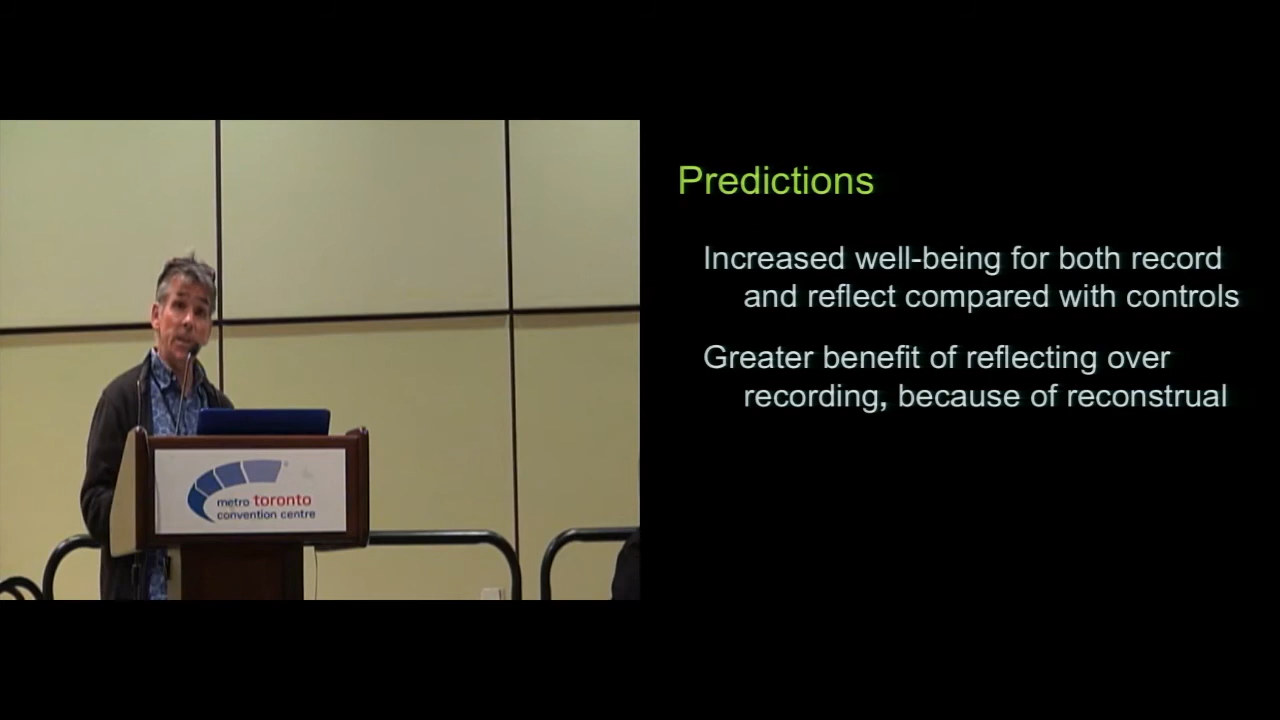 Predictions
Increased well-being for both record
and reflect compared with controls
Greater benefit of reflecting over
recording, because of reconstrual
metro toronto
convention centre